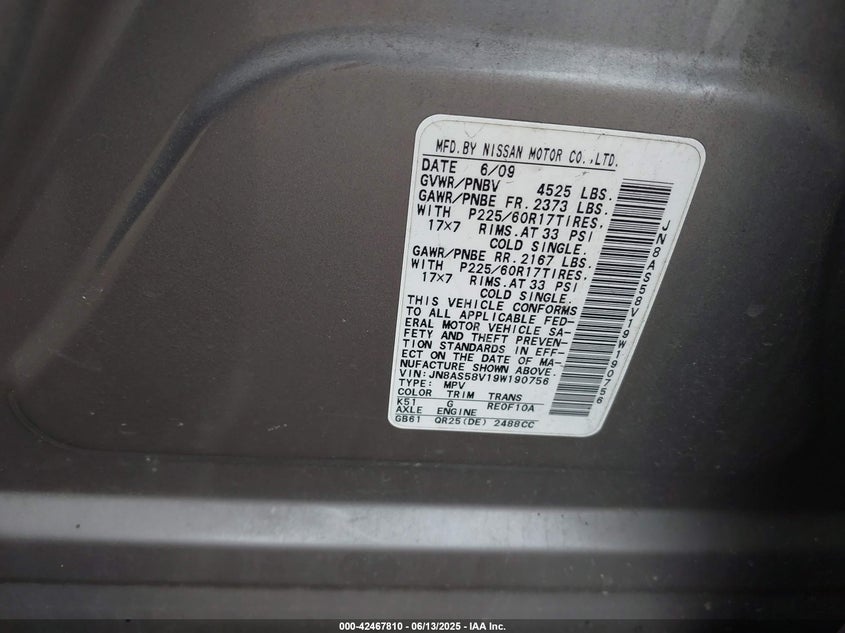 MFD.BY NISSAN MOTOR CO.,LTD.
DATE 6/09
GVWR/PNBV 4525 LBS.
GAWR/PNBE FR. 2373 LBS.
WITH P225/60R17TIRES.
17×7 RIMS.AT 33 PSI
COLD SINGLE.
GAWR/PNBE RR. 2167 LBS.
WITH P225/60R17TIRES.
17×7 RIMS.AT 33 PSI
COLD SINGLE.
THIS VEHICLE CONFORMS
TO ALL APPLICABLE FED-
ERAL MOTOR VEHICLE SA-
FETY AND THEFT PREVEN-
TION STANDARDS IN EFF-
ECT ON THE DATE OF MA-
NUFACTURE SHOWN ABOVE.
VIN: JN8AS58V19W190756
TYPE: MPV
COLOR TRIM TRANS
K51 G RE0F10A
AXLE ENGINE
GB61 QR25(DE) 2488CC
JN8AS58V19W190756
000-42467810 - 06/13/2025 - IAA Inc.